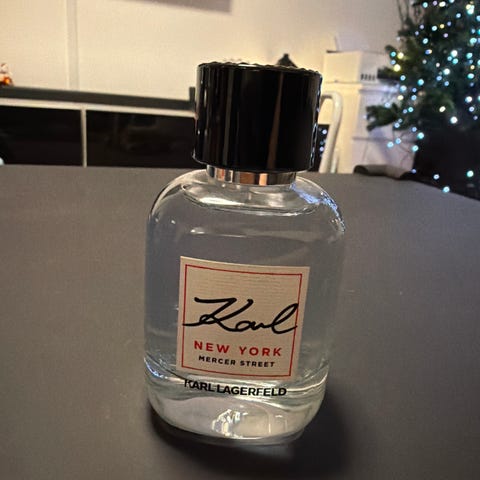 Karl
NEW YORK
MERCER STREET
KARL LAGERFELD